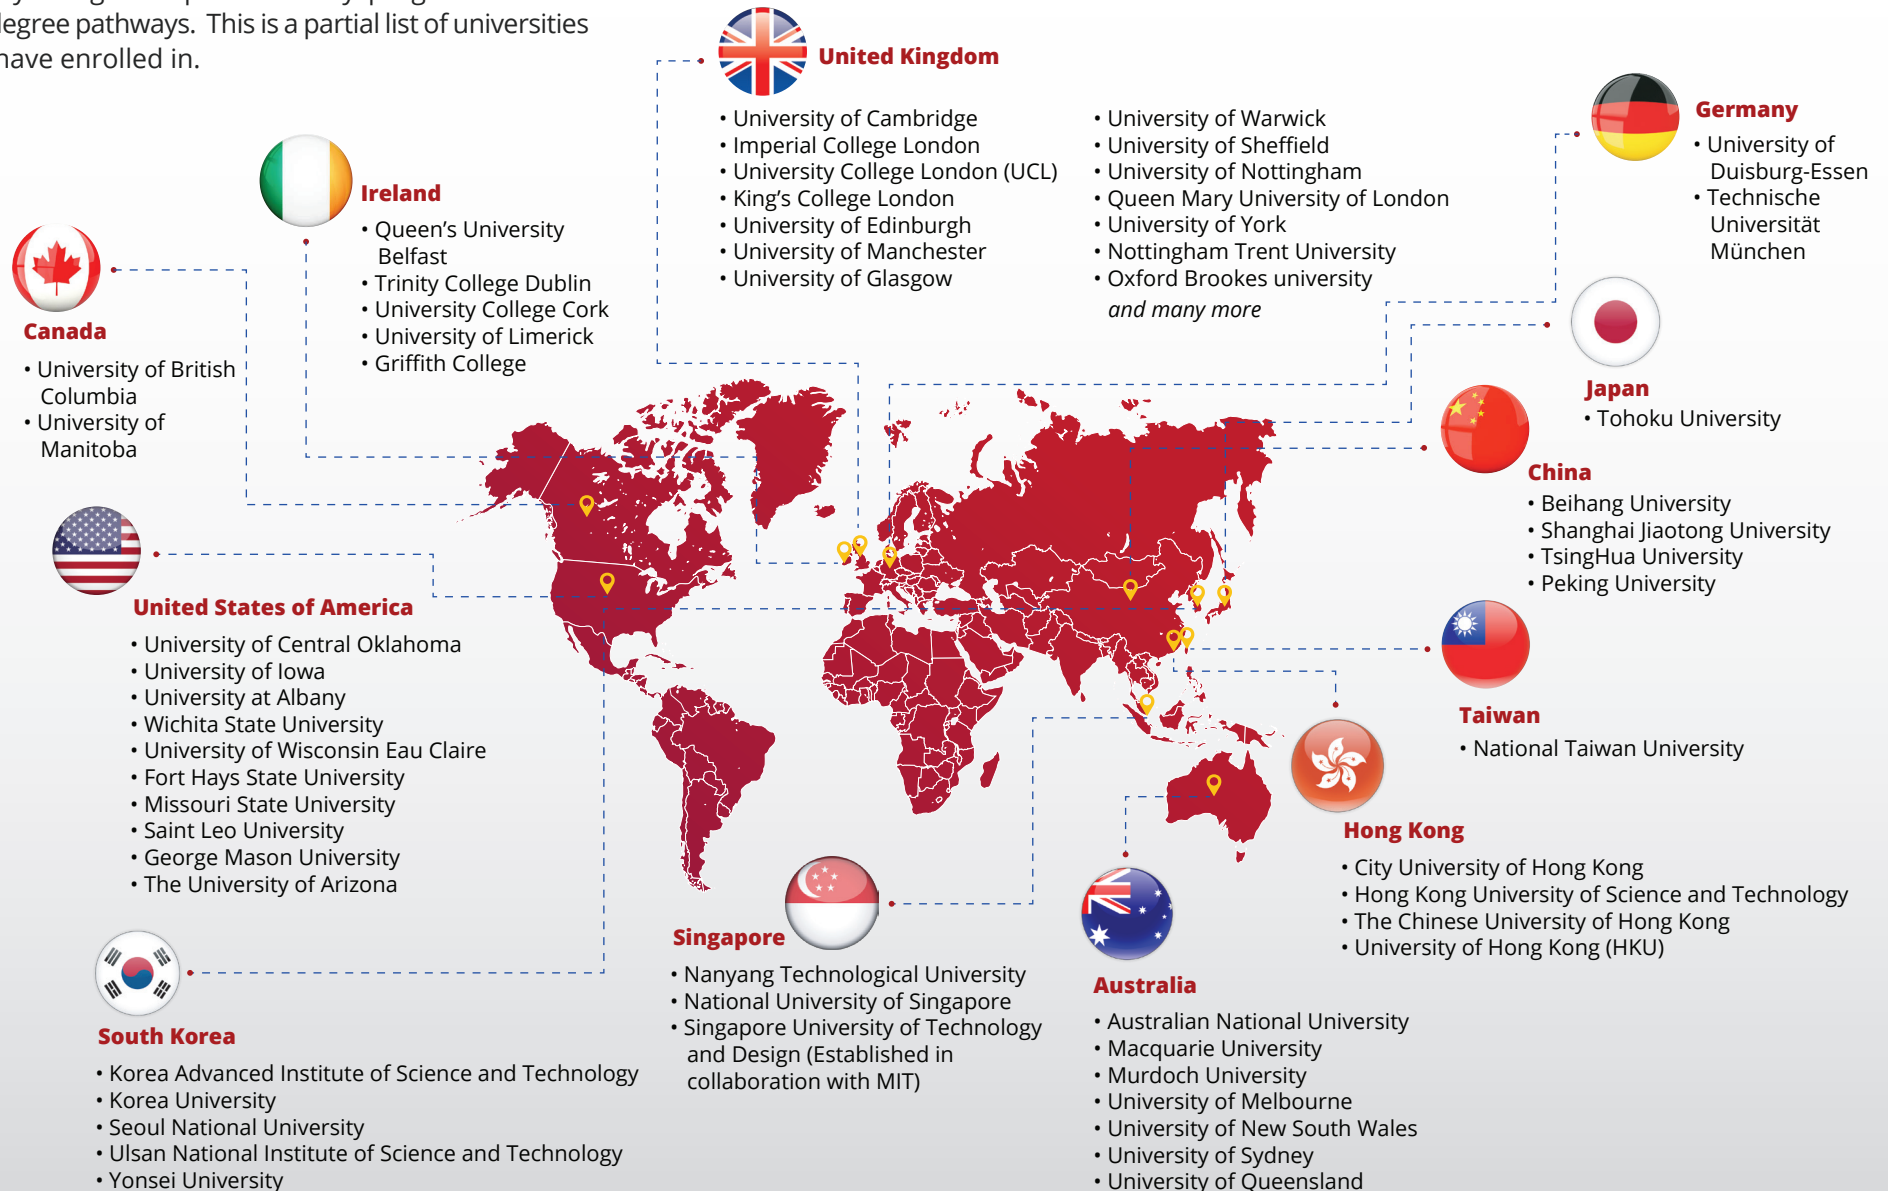 degree pathways. This is a partial list of universities
have enrolled in.
United Kingdom
• University of Cambridge
• Imperial College London
• University College London (UCL)
• King's College London
• University of Edinburgh
• University of Manchester
• University of Glasgow
• University of Warwick
• University of Sheffield
• University of Nottingham
• Queen Mary University of London
• University of York
• Nottingham Trent University
• Oxford Brookes university
and many more
Germany
• University of
Duisburg-Essen
• Technische
Universität
München
Ireland
• Queen's University
Belfast
• Trinity College Dublin
• University College Cork
• University of Limerick
• Griffith College
Canada
• University of British
Columbia
• University of
Manitoba
Japan
• Tohoku University
China
• Beihang University
• Shanghai Jiaotong University
• TsingHua University
• Peking University
United States of America
• University of Central Oklahoma
• University of Iowa
• University at Albany
• Wichita State University
• University of Wisconsin Eau Claire
• Fort Hays State University
• Missouri State University
• Saint Leo University
• George Mason University
• The University of Arizona
Taiwan
• National Taiwan University
Hong Kong
• City University of Hong Kong
• Hong Kong University of Science and Technology
• The Chinese University of Hong Kong
• University of Hong Kong (HKU)
Singapore
• Nanyang Technological University
• National University of Singapore
• Singapore University of Technology
and Design (Established in
collaboration with MIT)
Australia
• Australian National University
• Macquarie University
• Murdoch University
• University of Melbourne
• University of New South Wales
• University of Sydney
• University of Queensland
South Korea
• Korea Advanced Institute of Science and Technology
• Korea University
• Seoul National University
• Ulsan National Institute of Science and Technology
• Yonsei University